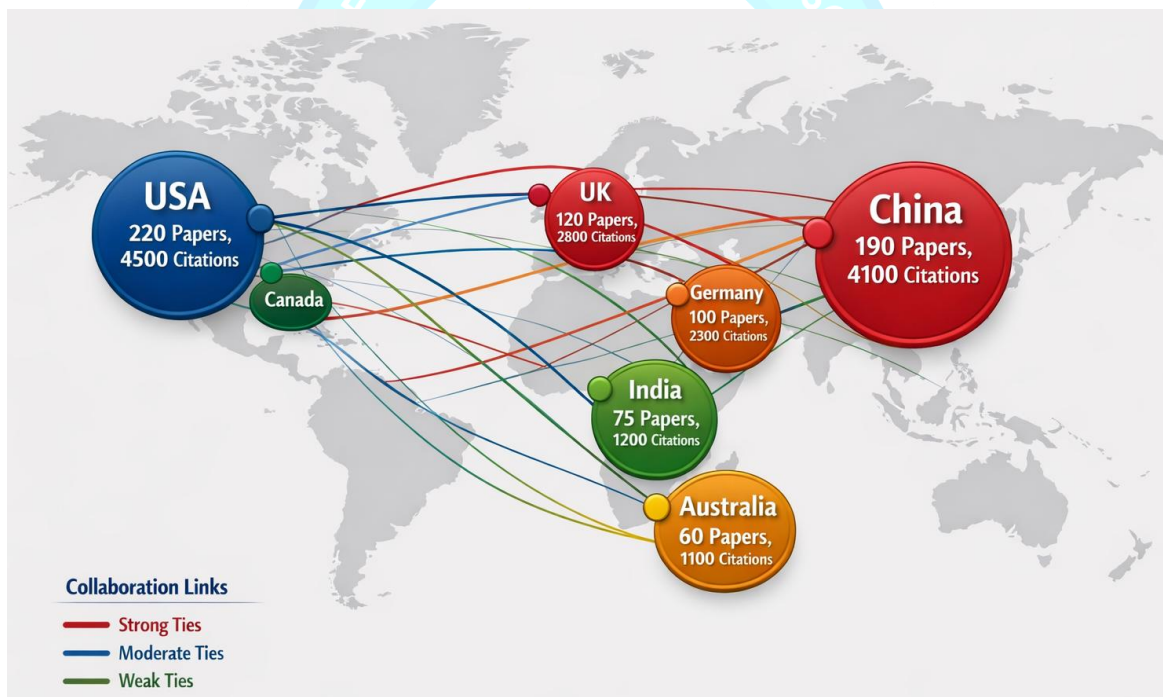 USA
220 Papers,
4500 Citations
Canada
UK
120 Papers,
2800 Citations
China
190 Papers,
4100 Citations
Germany
100 Papers,
2300 Citations
India
75 Papers,
1200 Citations
Australia
60 Papers,
1100 Citations
Collaboration Links
Strong Ties
Moderate Ties
Weak Ties